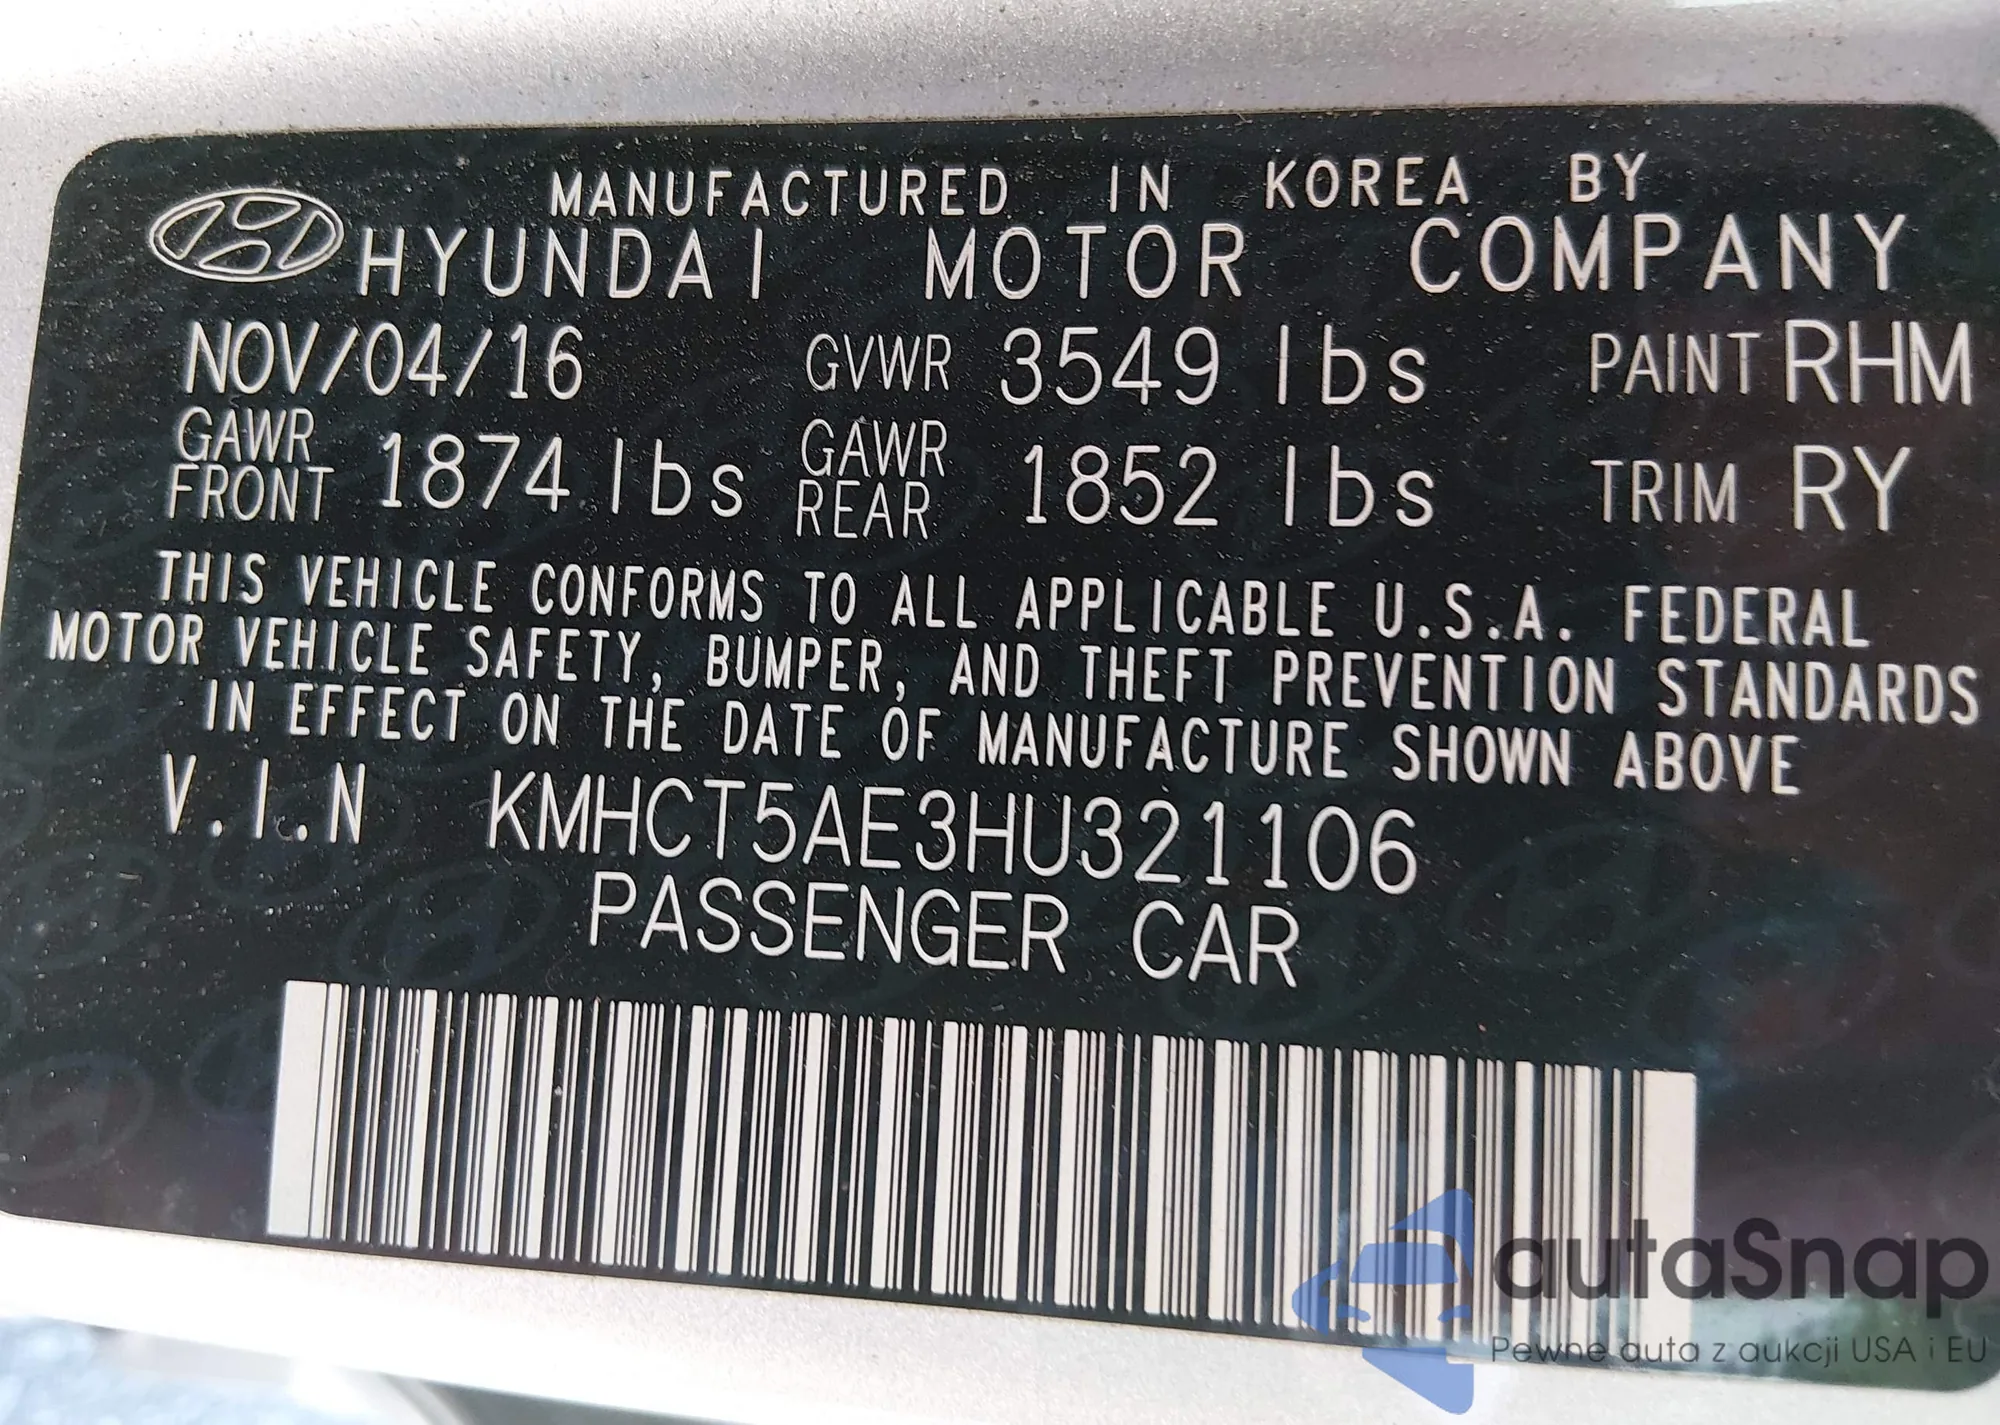 MANUFACTURED IN KOREA BY
HYUNDAI MOTOR COMPANY
NOV/04/16 GVWR 3549 lbs PAINT RHM
GAWR FRONT 1874 lbs GAWR REAR 1852 lbs TRIM RY
THIS VEHICLE CONFORMS TO ALL APPLICABLE U.S.A. FEDERAL
MOTOR VEHICLE SAFETY, BUMPER, AND THEFT PREVENTION STANDARDS
IN EFFECT ON THE DATE OF MANUFACTURE SHOWN ABOVE
V.I.N KMHCT5AE3HU321106
PASSENGER CAR
autaSnap
Pewne auta z aukcji USA i EU